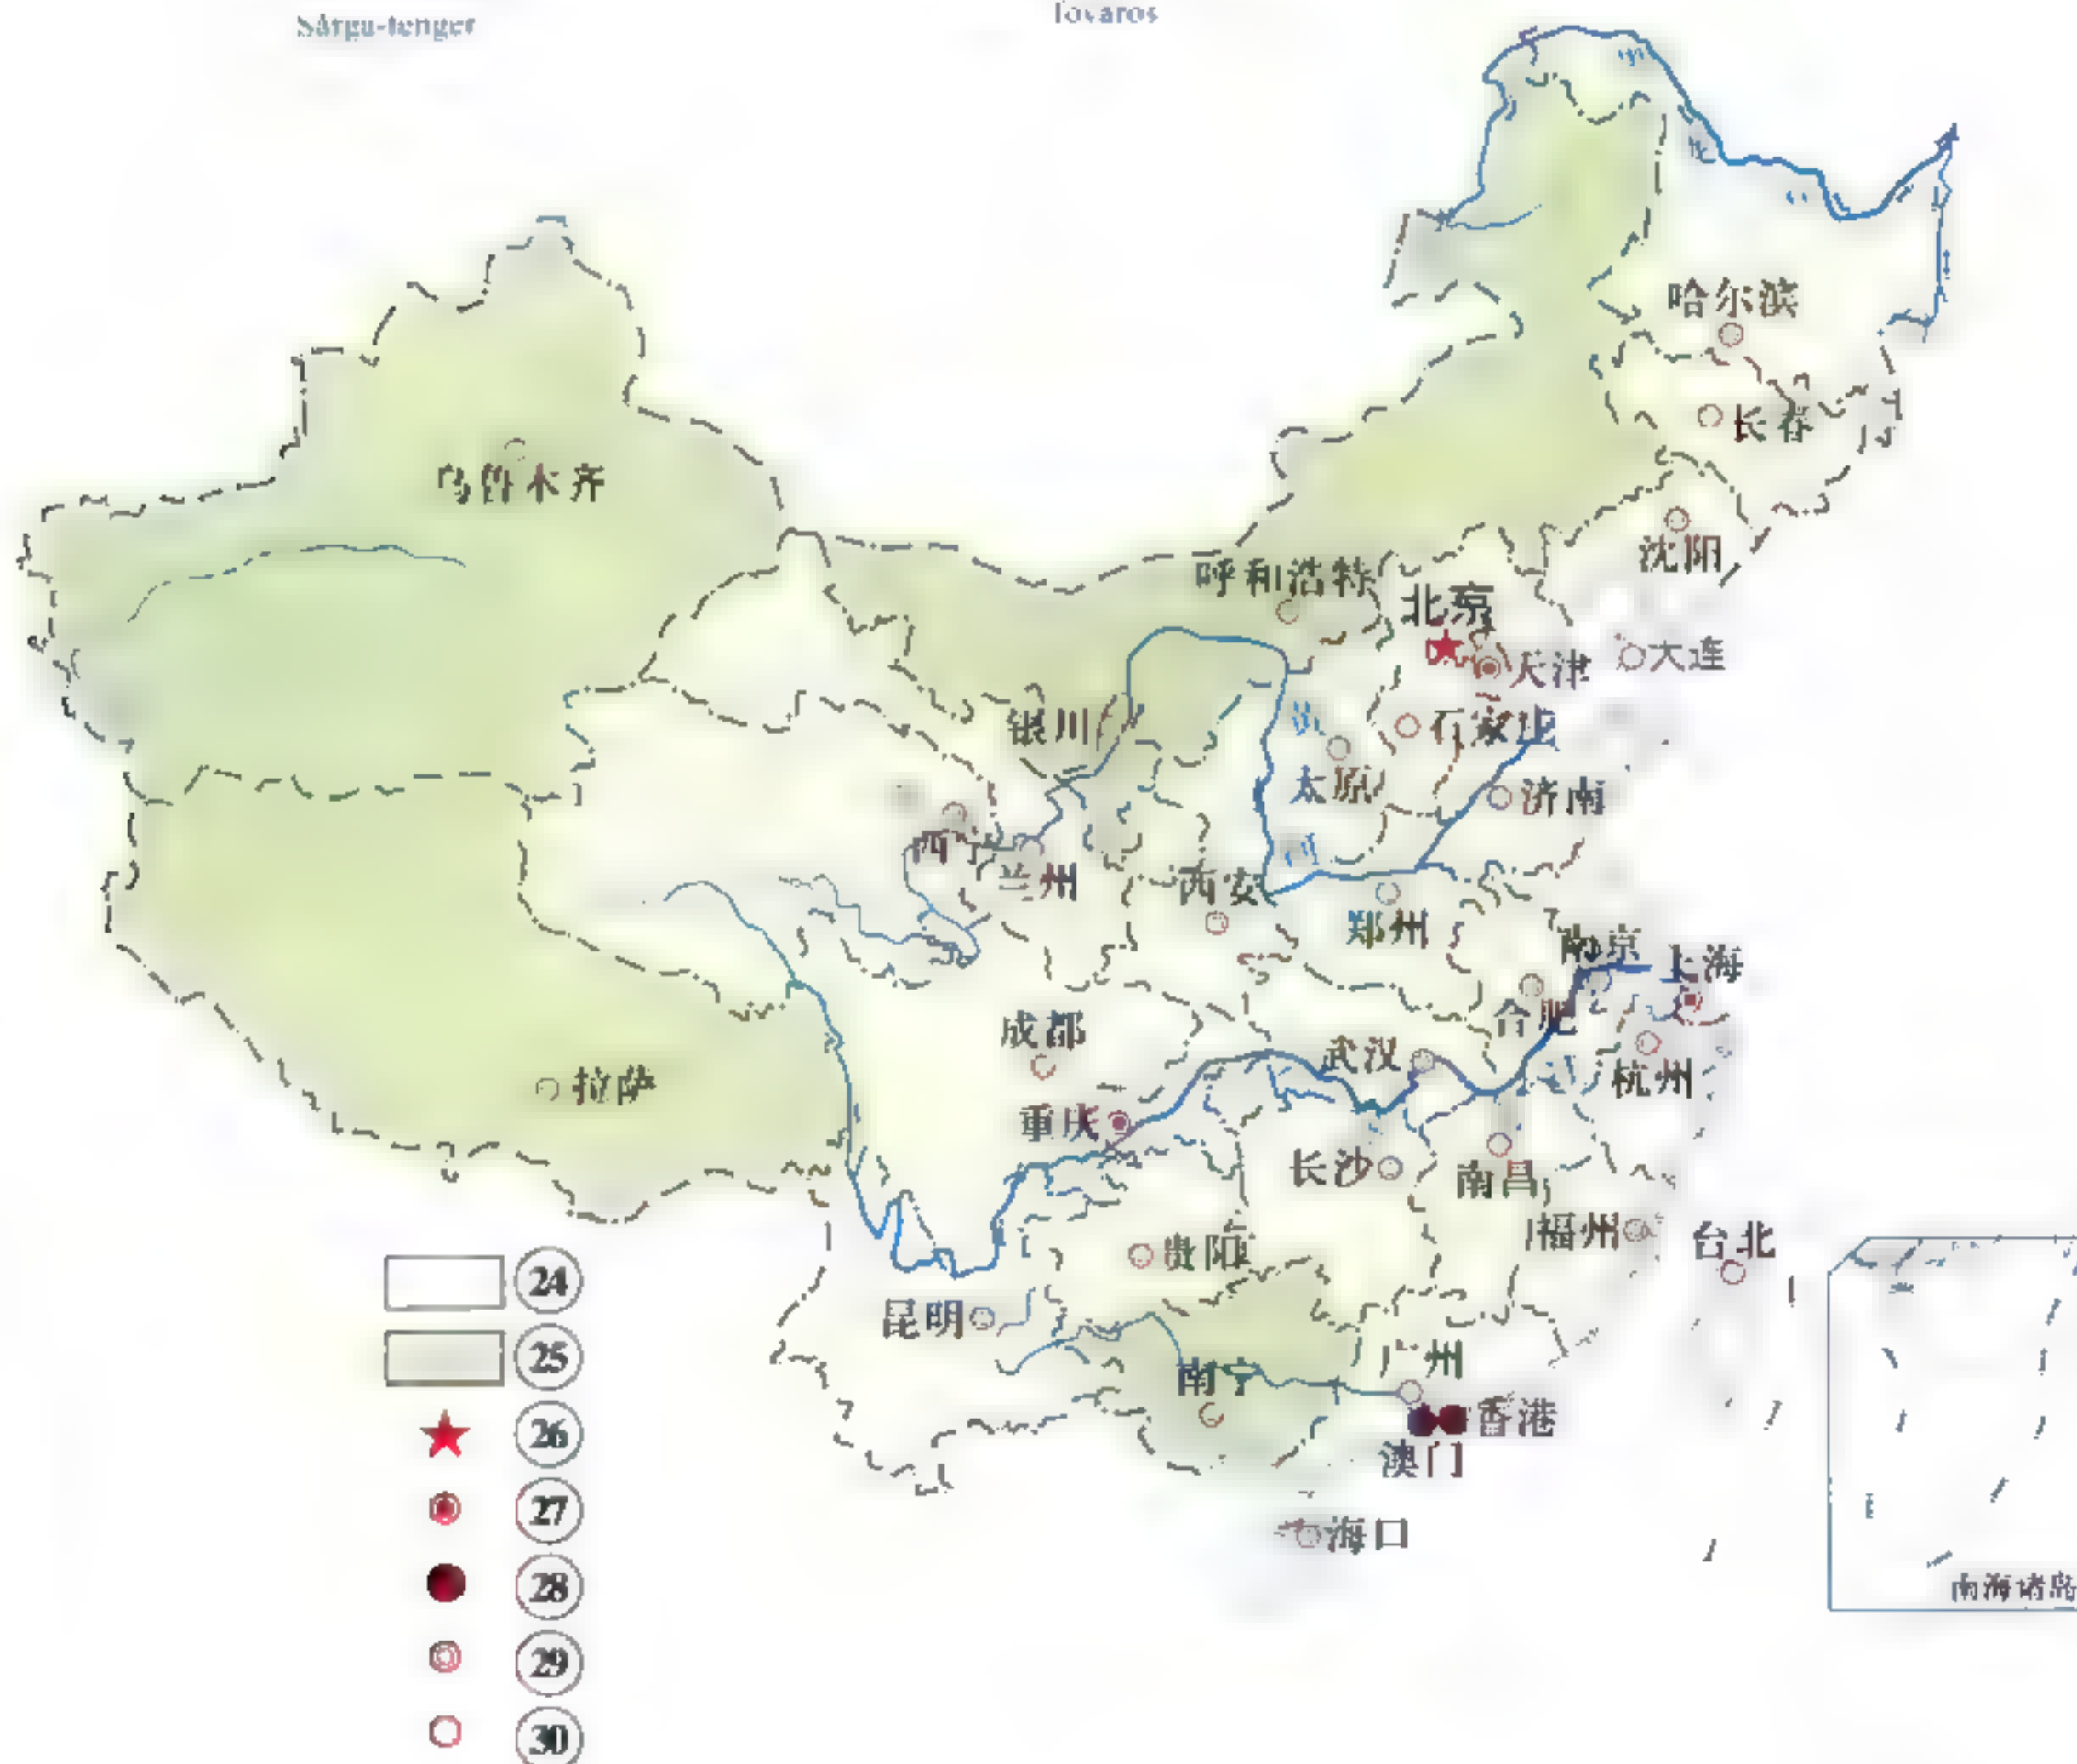 Sárga-tenger
哈尔滨
长春
乌鲁木齐
沈阳
呼和浩特
北京
大连
天津
银川
石家庄
太原
济南
西宁
兰州
西安
郑州
南京
上海
合肥
成都
武汉
杭州
拉萨
重庆
长沙
南昌
福州
台北
贵阳
昆明
广州
南宁
香港
澳门
海口
南海诸岛
24
25
26
27
28
29
30